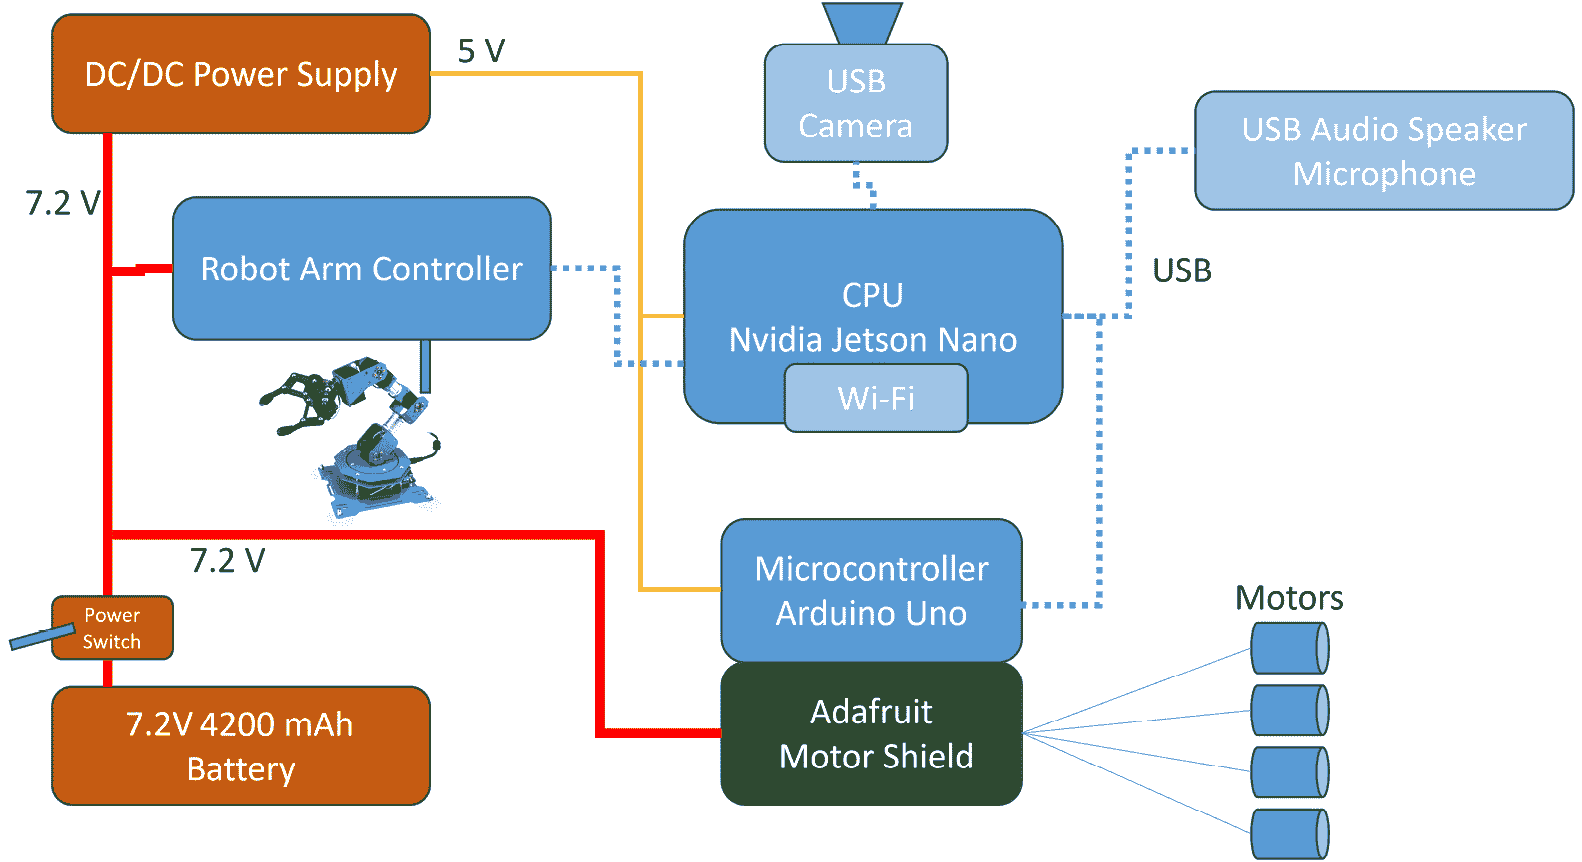 DC/DC Power Supply
5 V
USB
Camera
USB Audio Speaker
Microphone
7.2 V
Robot Arm Controller
USB
CPU
Nvidia Jetson Nano
Wi-Fi
7.2 V
Microcontroller
Arduino Uno
Motors
Power
Switch
Adafruit
Motor Shield
7.2V 4200 mAh
Battery